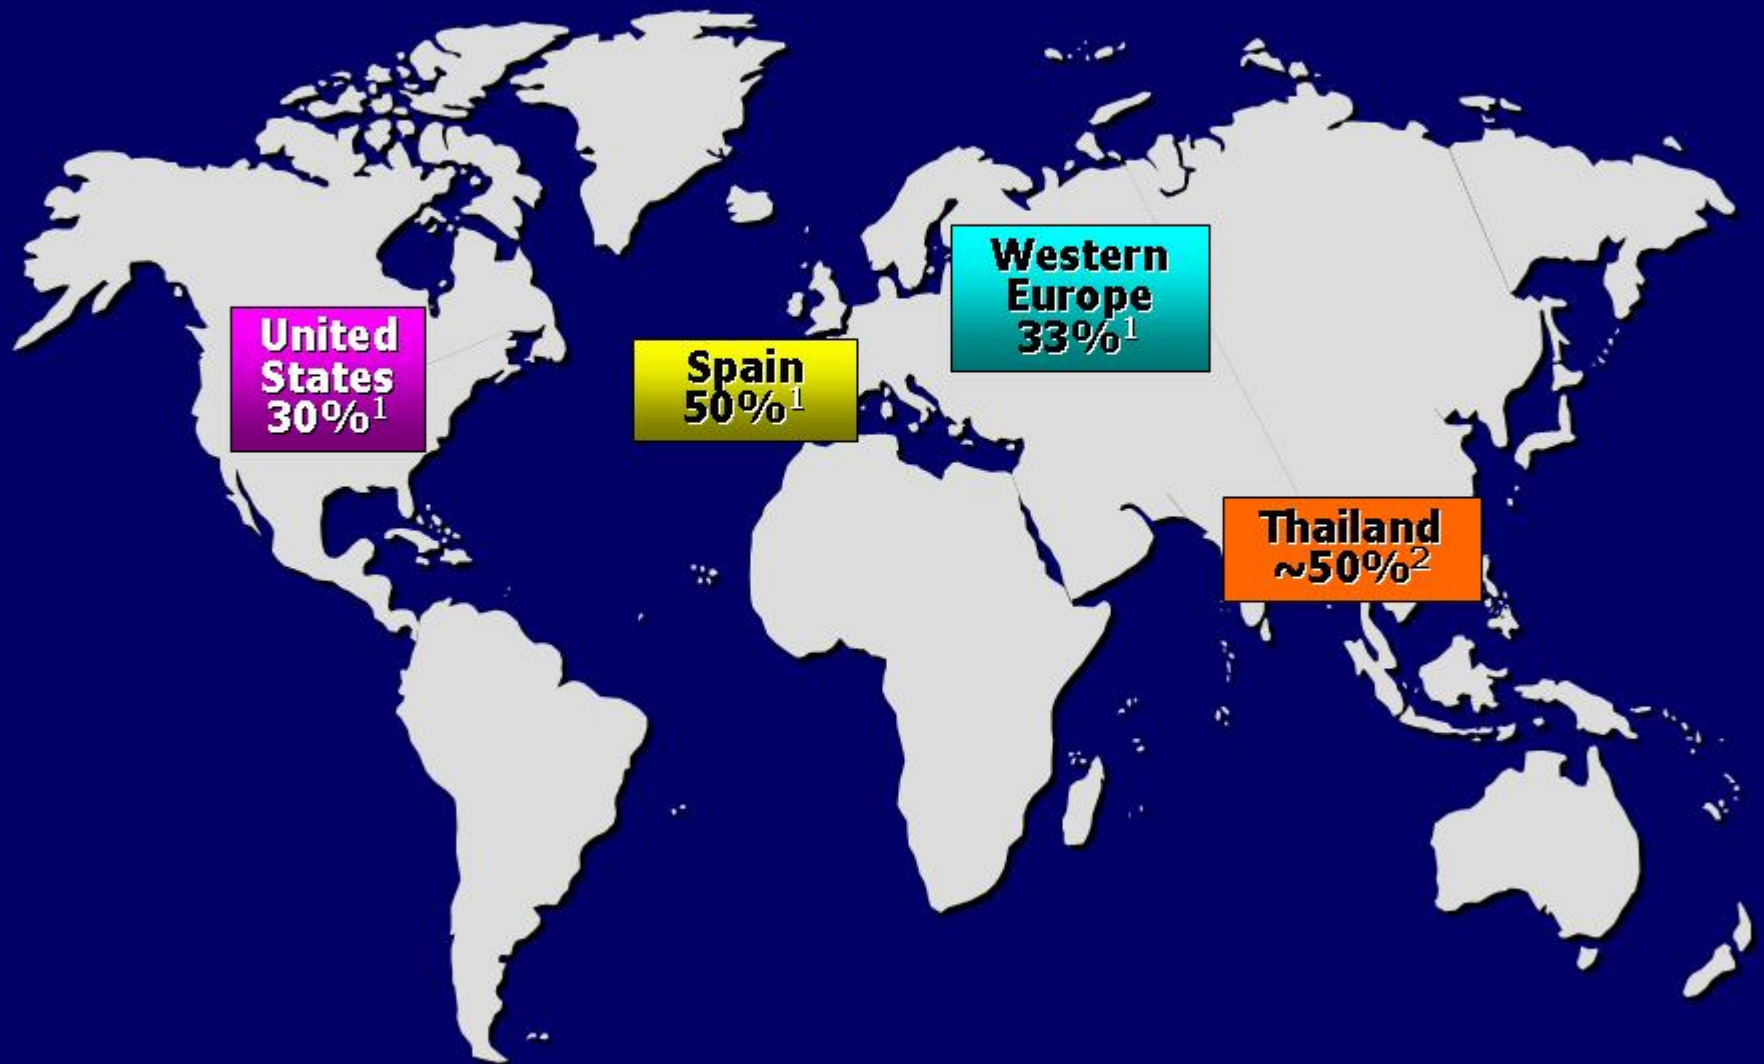 Western
Europe
33%¹
United
States
30%¹
Spain
50%¹
Thailand
~50%²